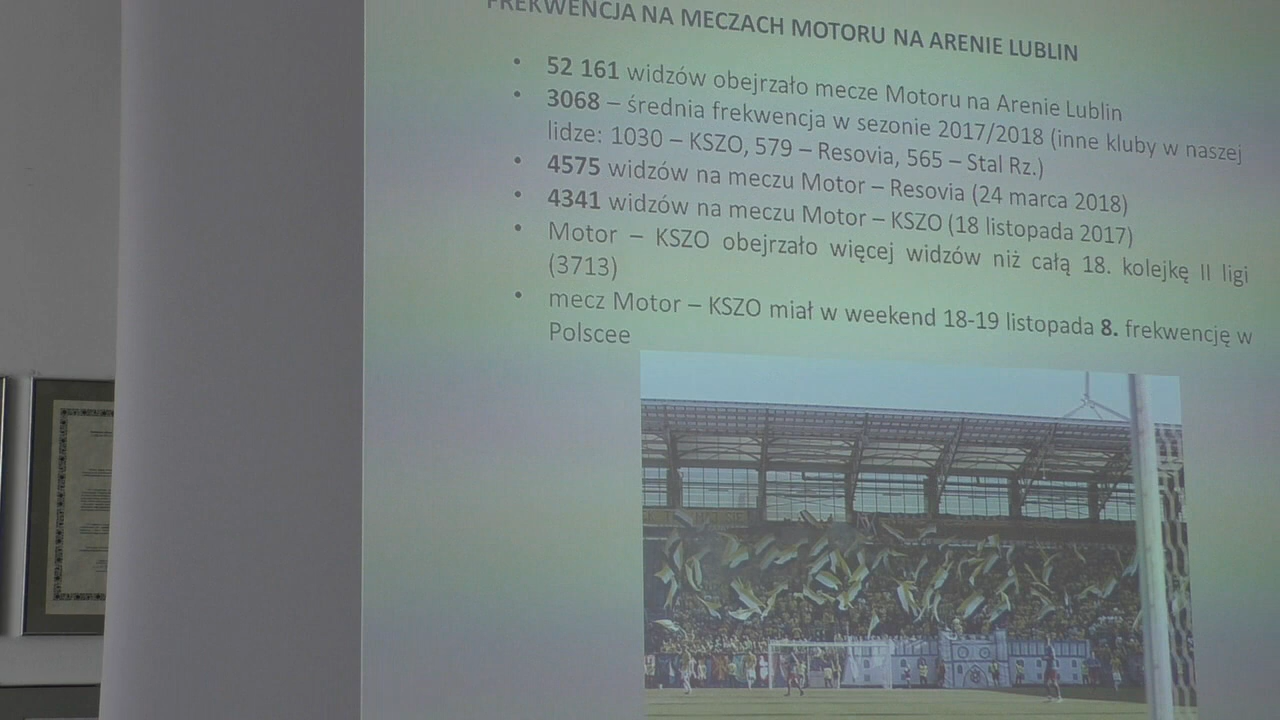 FREKWENCJA NA MECZACH MOTORU NA ARENIE LUBLIN
• 52 161 widzów obejrzało mecze Motoru na Arenie Lublin
• 3068 – średnia frekwencja w sezonie 2017/2018 (inne kluby w naszej
lidze: 1030 – KSZO, 579 – Resovia, 565 – Stal Rz.)
• 4575 widzów na meczu Motor – Resovia (24 marca 2018)
• 4341 widzów na meczu Motor – KSZO (18 listopada 2017)
• Motor – KSZO obejrzało więcej widzów niż całą 18. kolejkę II ligi
(3713)
• mecz Motor – KSZO miał w weekend 18-19 listopada 8. frekwencję w
Polscee